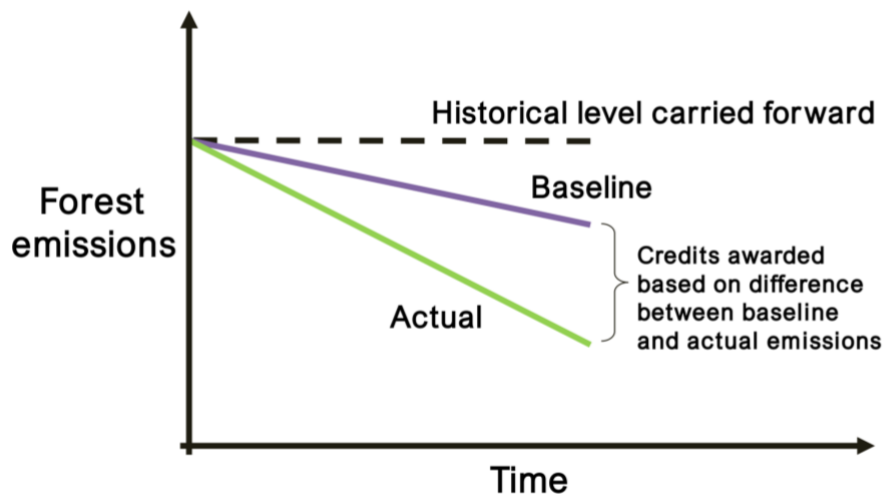 Historical level carried forward
Baseline
Forest
emissions
Credits awarded
based on difference
between baseline
and actual emissions
Actual
Time